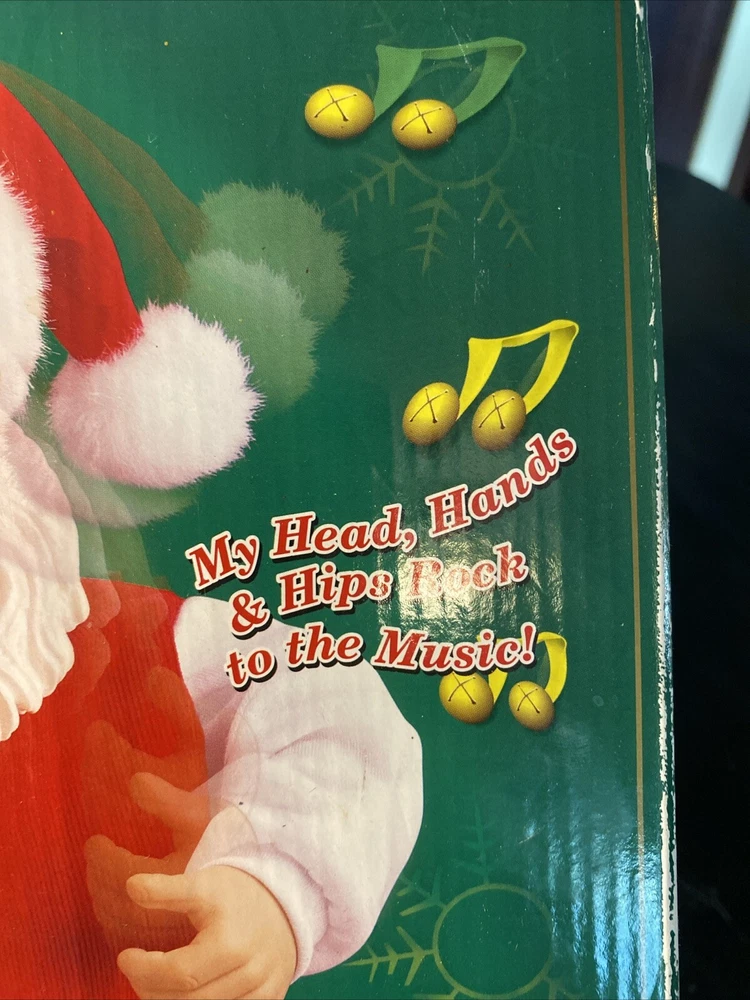 My Head, Hands
& Hips Rock
to the Music!